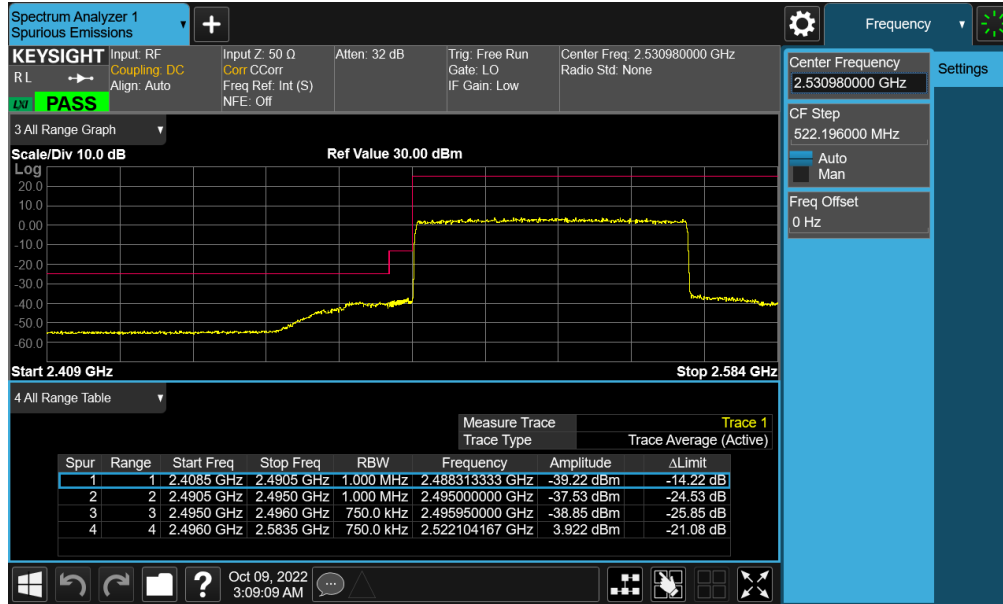 Spectrum Analyzer 1
Spurious Emissions
Frequency
KEYSIGHT
R L
LXI
PASS
Input: RF
Coupling: DC
Align: Auto
Input Z: 50 Ω
Corr CCorr
Freq Ref: Int (S)
NFE: Off
Atten: 32 dB
Trig: Free Run
Gate: LO
IF Gain: Low
Center Freq: 2.530980000 GHz
Radio Std: None
Center Frequency
2.530980000 GHz
Settings
CF Step
522.196000 MHz
Auto
Man
Freq Offset
0 Hz
3 All Range Graph
Scale/Div 10.0 dB
Ref Value 30.00 dBm
Log
20.0
10.0
0.00
-10.0
-20.0
-30.0
-40.0
-50.0
-60.0
Start 2.409 GHz
Stop 2.584 GHz
4 All Range Table
Measure Trace Trace 1
Trace Type Trace Average (Active)
Spur Range Start Freq Stop Freq RBW Frequency Amplitude ΔLimit
1 1 2.4085 GHz 2.4905 GHz 1.000 MHz 2.488313333 GHz -39.22 dBm -14.22 dB
2 2 2.4905 GHz 2.4950 GHz 1.000 MHz 2.495000000 GHz -37.53 dBm -24.53 dB
3 3 2.4950 GHz 2.4960 GHz 750.0 kHz 2.495950000 GHz -38.85 dBm -25.85 dB
4 4 2.4960 GHz 2.5835 GHz 750.0 kHz 2.522104167 GHz 3.922 dBm -21.08 dB
?
Oct 09, 2022
3:09:09 AM